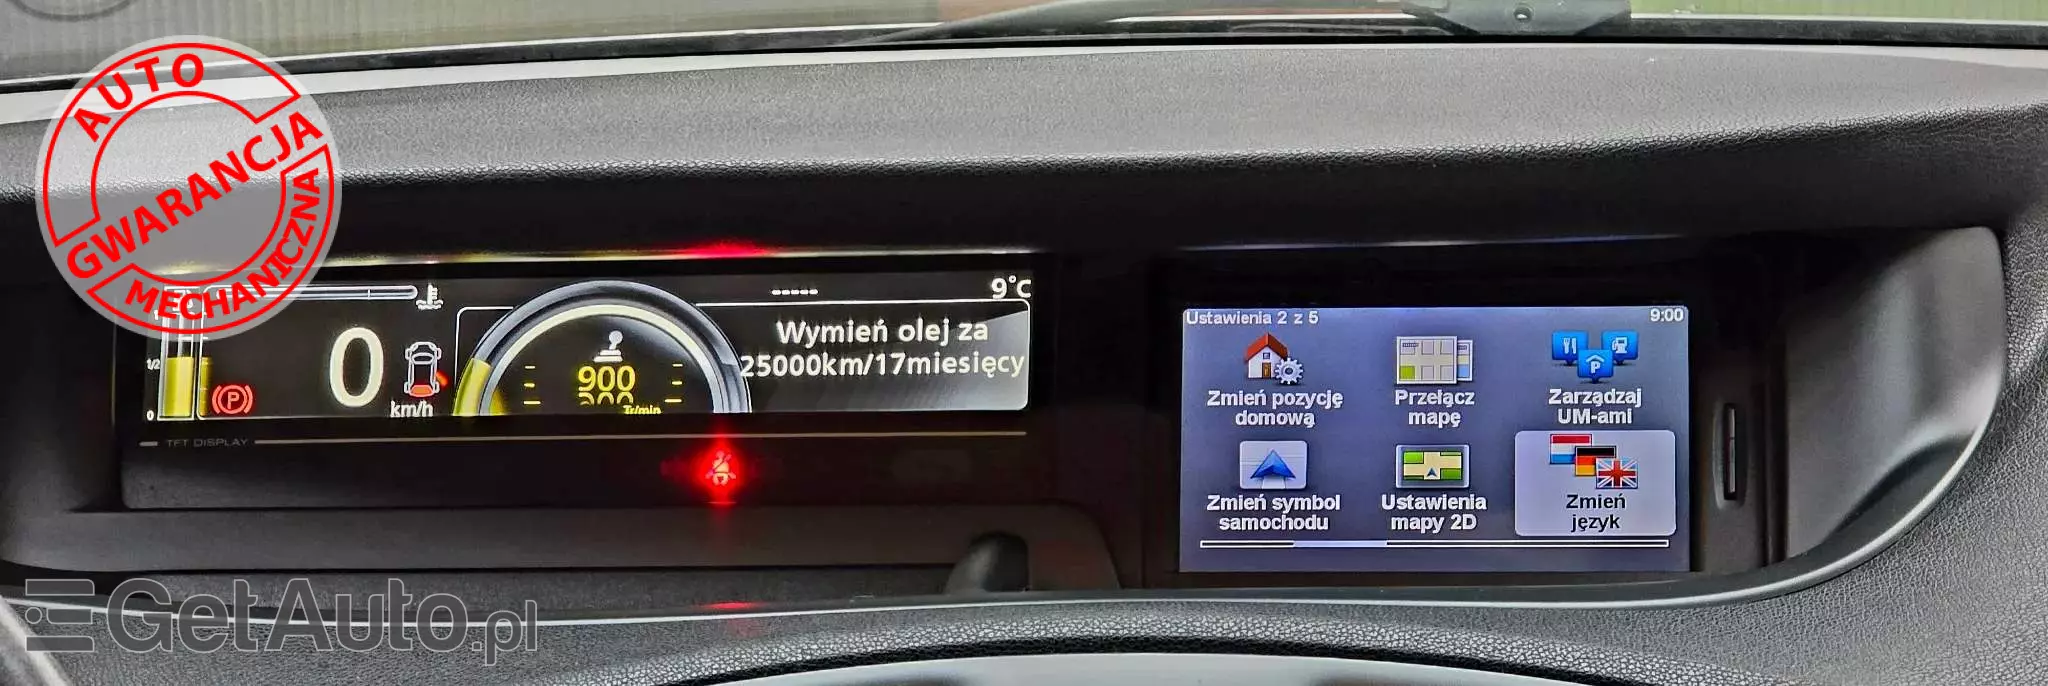 AUTO
GWARANCJA
MECHANICZNA
9°C
-----
Wymień olej za
25000km/17miesięcy
1/2
0
P
0
km/h
900
Tr/min
TFT DISPLAY
Ustawienia 2 z 5
9:00
Zmień pozycję
domową
Przełącz
mapę
Zarządzaj
UM-ami
Zmień symbol
samochodu
Ustawienia
mapy 2D
Zmień
język
GetAuto.pl